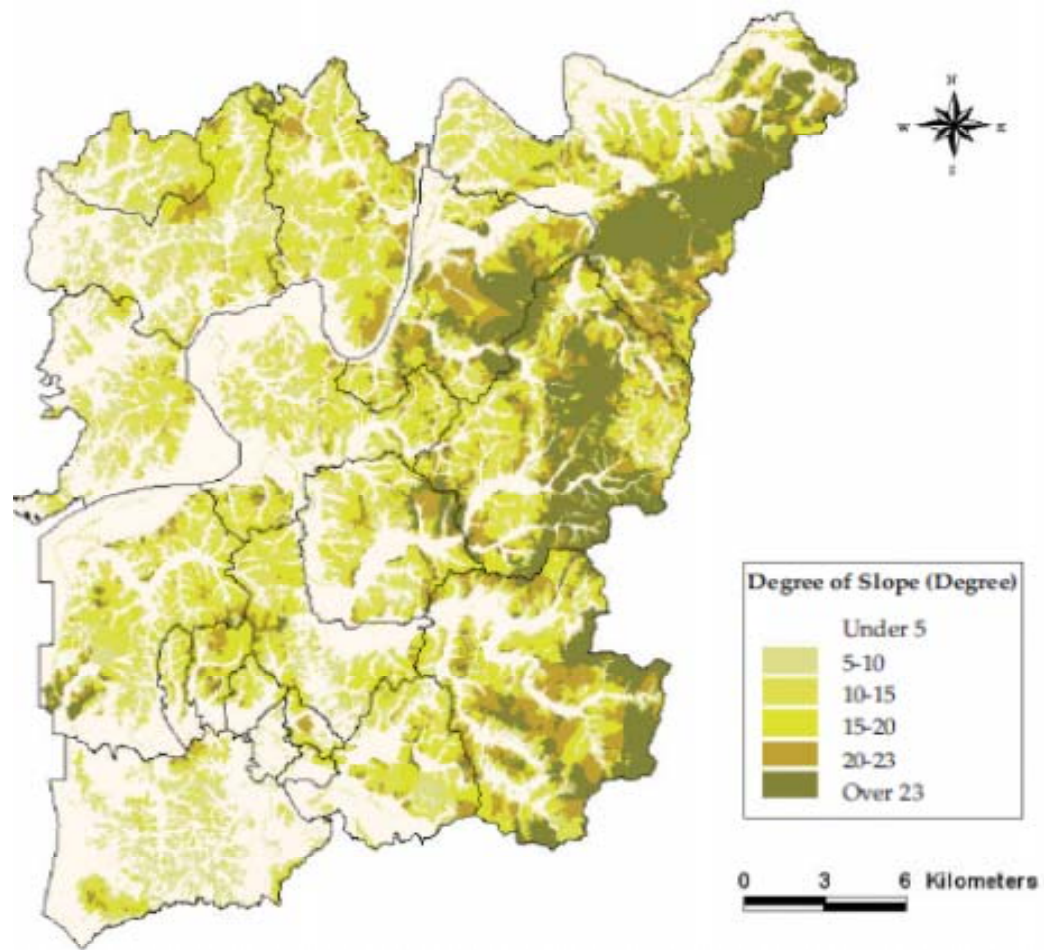 N
W
E
Degree of Slope (Degree)
Under 5
5-10
10-15
15-20
20-23
Over 23
0 3 6 Kilometers